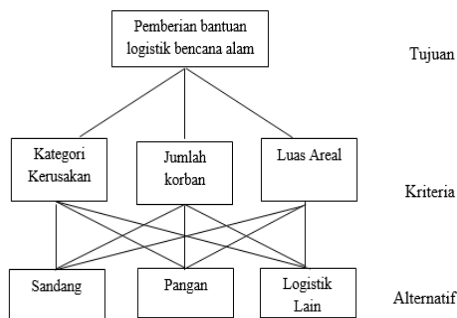 Pemberian bantuan
logistik bencana alam
Tujuan
Kategori
Kerusakan
Jumlah
korban
Luas Areal
Kriteria
Sandang
Pangan
Logistik
Lain
Alternatif